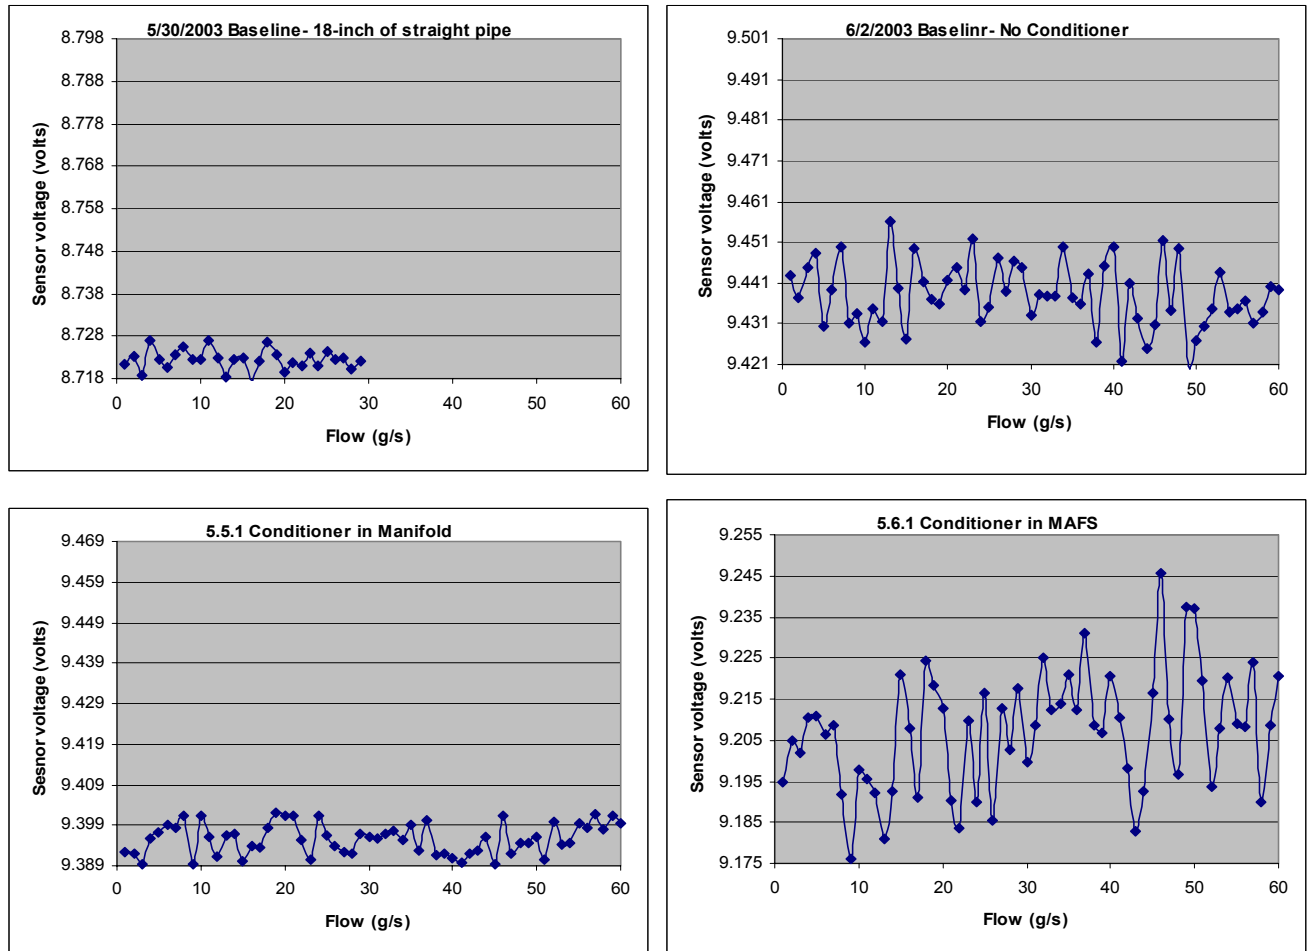 5/30/2003 Baseline- 18-inch of straight pipe
8.798
8.788
8.778
8.768
8.758
8.748
8.738
8.728
8.718
Sensor voltage (volts)
0 10 20 30 40 50 60
Flow (g/s)
6/2/2003 Baselinr- No Conditioner
9.501
9.491
9.481
9.471
9.461
9.451
9.441
9.431
9.421
Sensor voltage (volts)
0 10 20 30 40 50 60
Flow (g/s)
5.5.1 Conditioner in Manifold
9.469
9.459
9.449
9.439
9.429
9.419
9.409
9.399
9.389
Sesnor voltage (volts)
0 10 20 30 40 50 60
Flow (g/s)
5.6.1 Conditioner in MAFS
9.255
9.245
9.235
9.225
9.215
9.205
9.195
9.185
9.175
Sensor voltage (volts)
0 10 20 30 40 50 60
Flow (g/s)